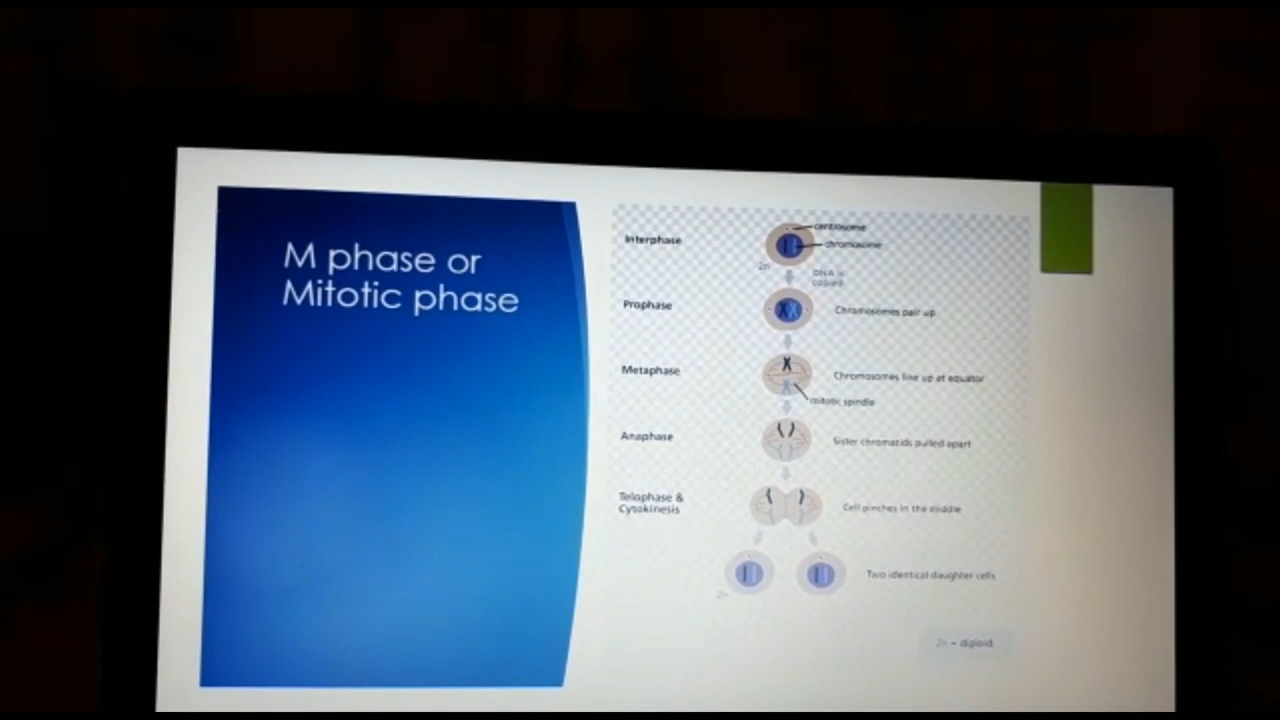 M phase or
Mitotic phase
Interphase
centrosome
chromosome
2n
DNA is
copied
Prophase
Chromosomes pair up
Metaphase
Chromosomes line up at equator
mitotic spindle
Anaphase
Sister chromatids pulled apart
Telophase &
Cytokinesis
Cell pinches in the middle
Two identical daughter cells
2n
2n = diploid